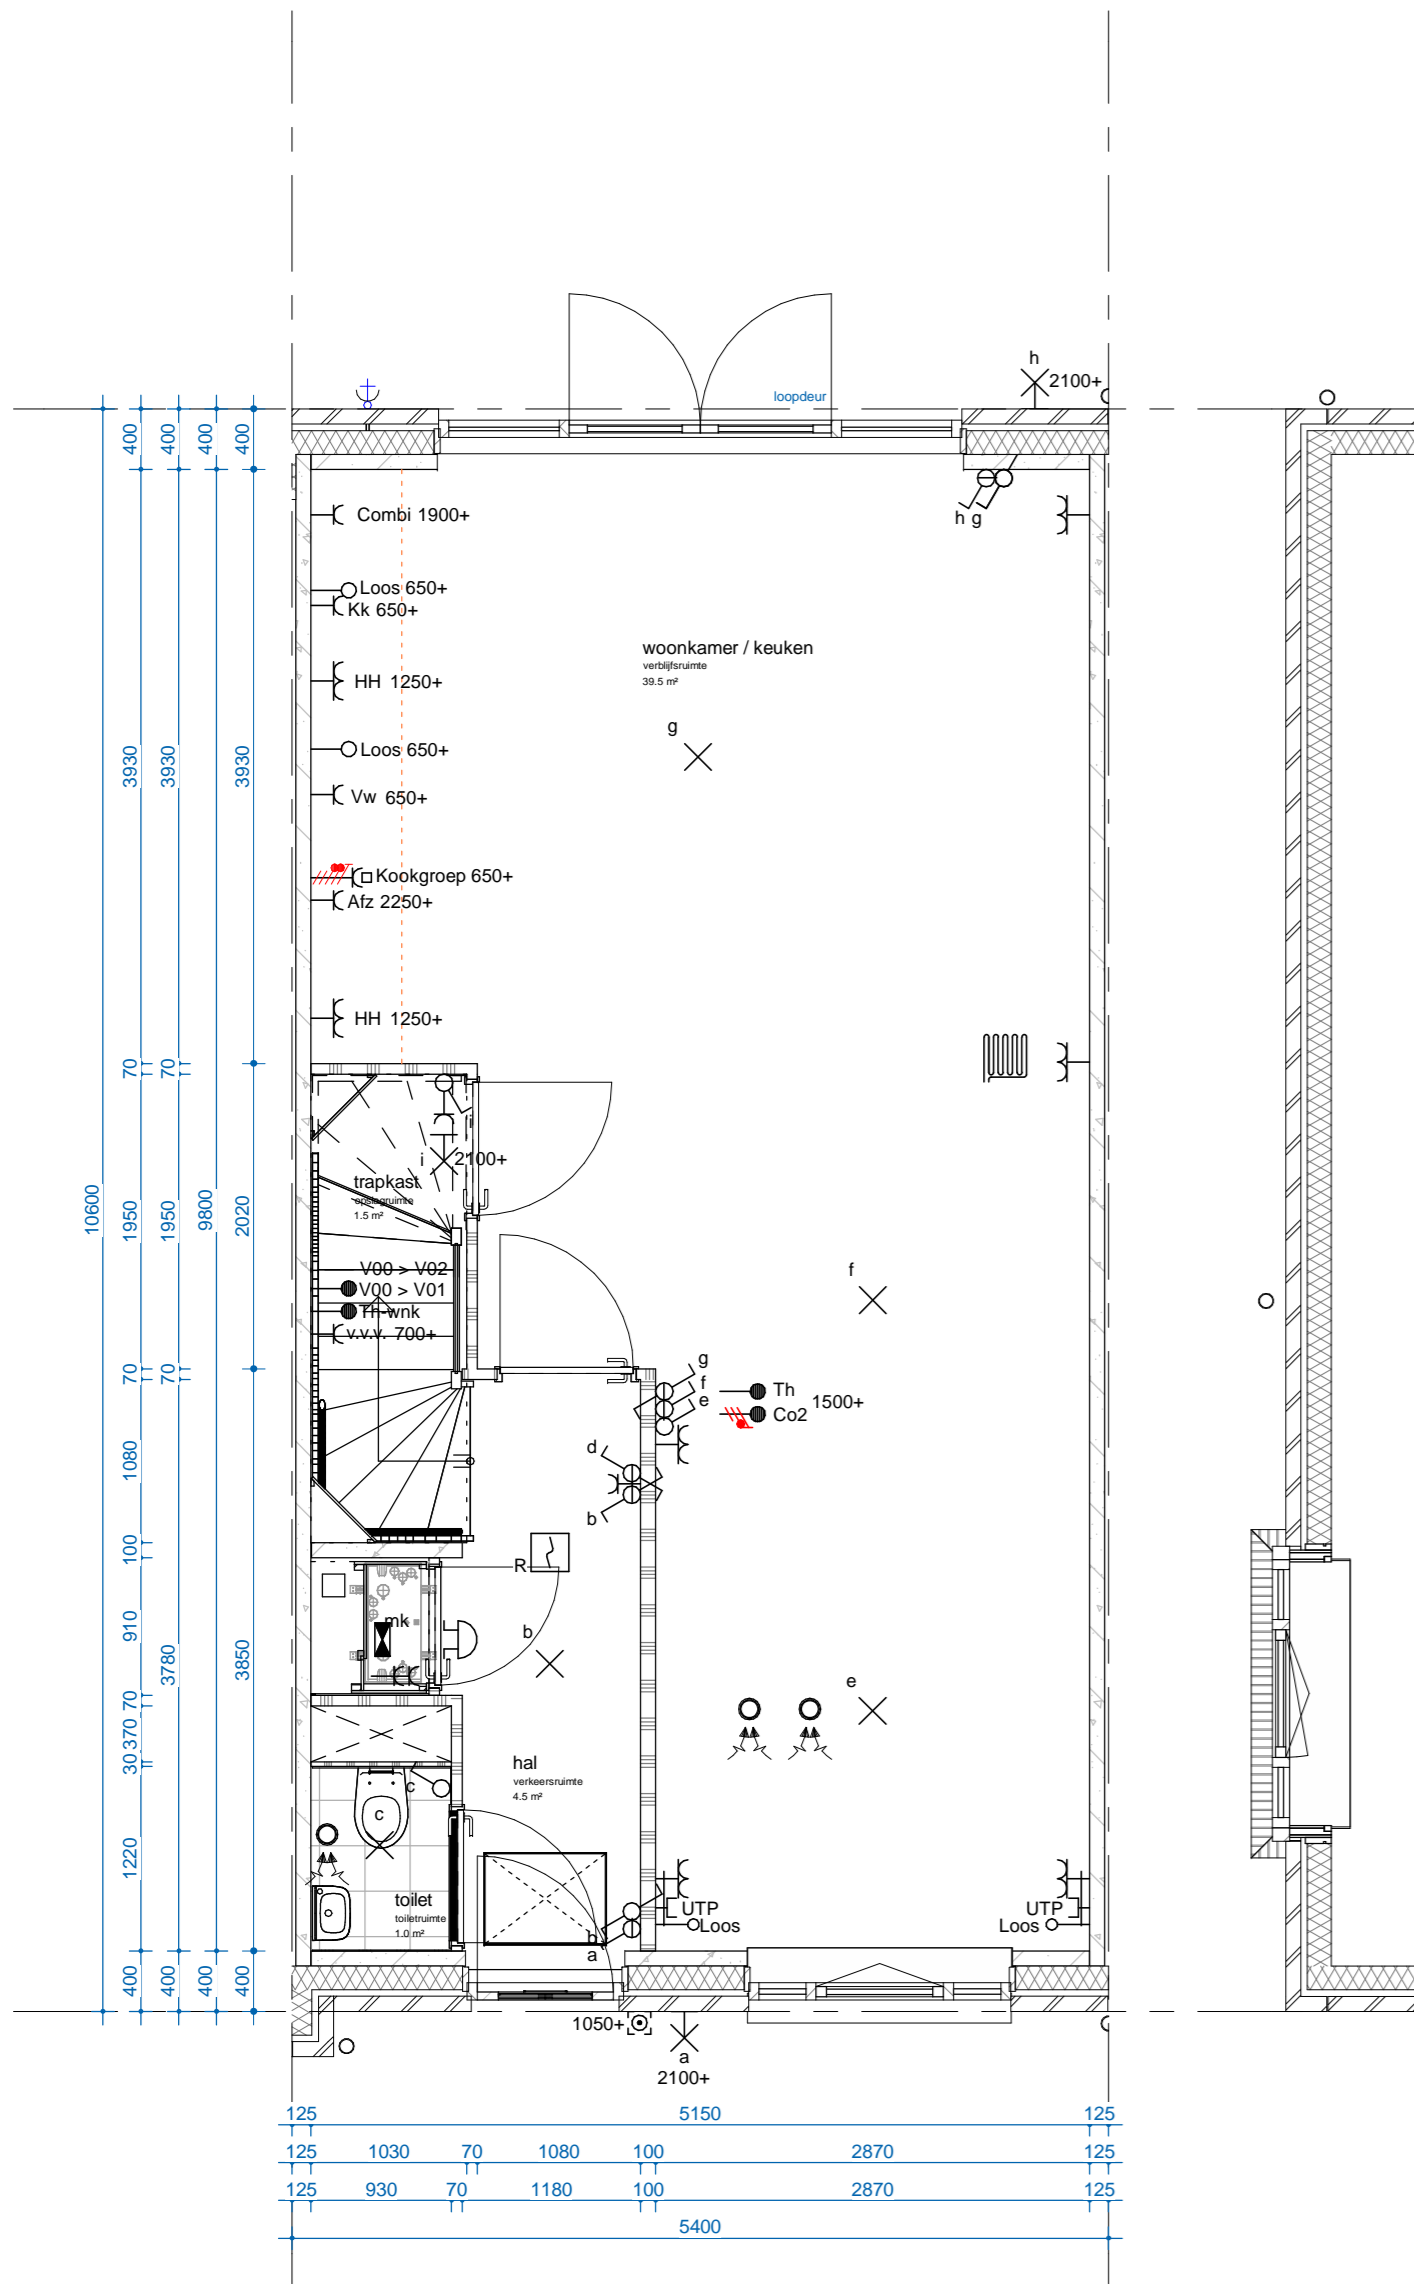 h
2100+
loopdeur
400
400
400
400
Combi 1900+
h g
Loos 650+
Kk 650+
woonkamer / keuken
verblijfsruimte
39.5 m²
HH 1250+
g
3930
3930
3930
Loos 650+
Vw 650+
Kookgroep 650+
Afz 2250+
HH 1250+
70
70
i
2100+
trapkast
opslagruimte
1.5 m²
10600
1950
1950
9800
2020
V00 > V02
V00 > V01
Th-wnk
v.v.v. 700+
f
70
70
g
f
e
Th
Co2
1500+
d
b
1080
100
R
910
mk
b
3780
3850
70
370
30
e
hal
verkeersruimte
4.5 m²
c
c
1220
toilet
toiletruimte
1.0 m²
UTP
Loos
UTP
Loos
b
a
400
400
400
400
1050+
a
2100+
125
5150
125
125
1030
70
1080
100
2870
125
125
930
70
1180
100
2870
125
5400